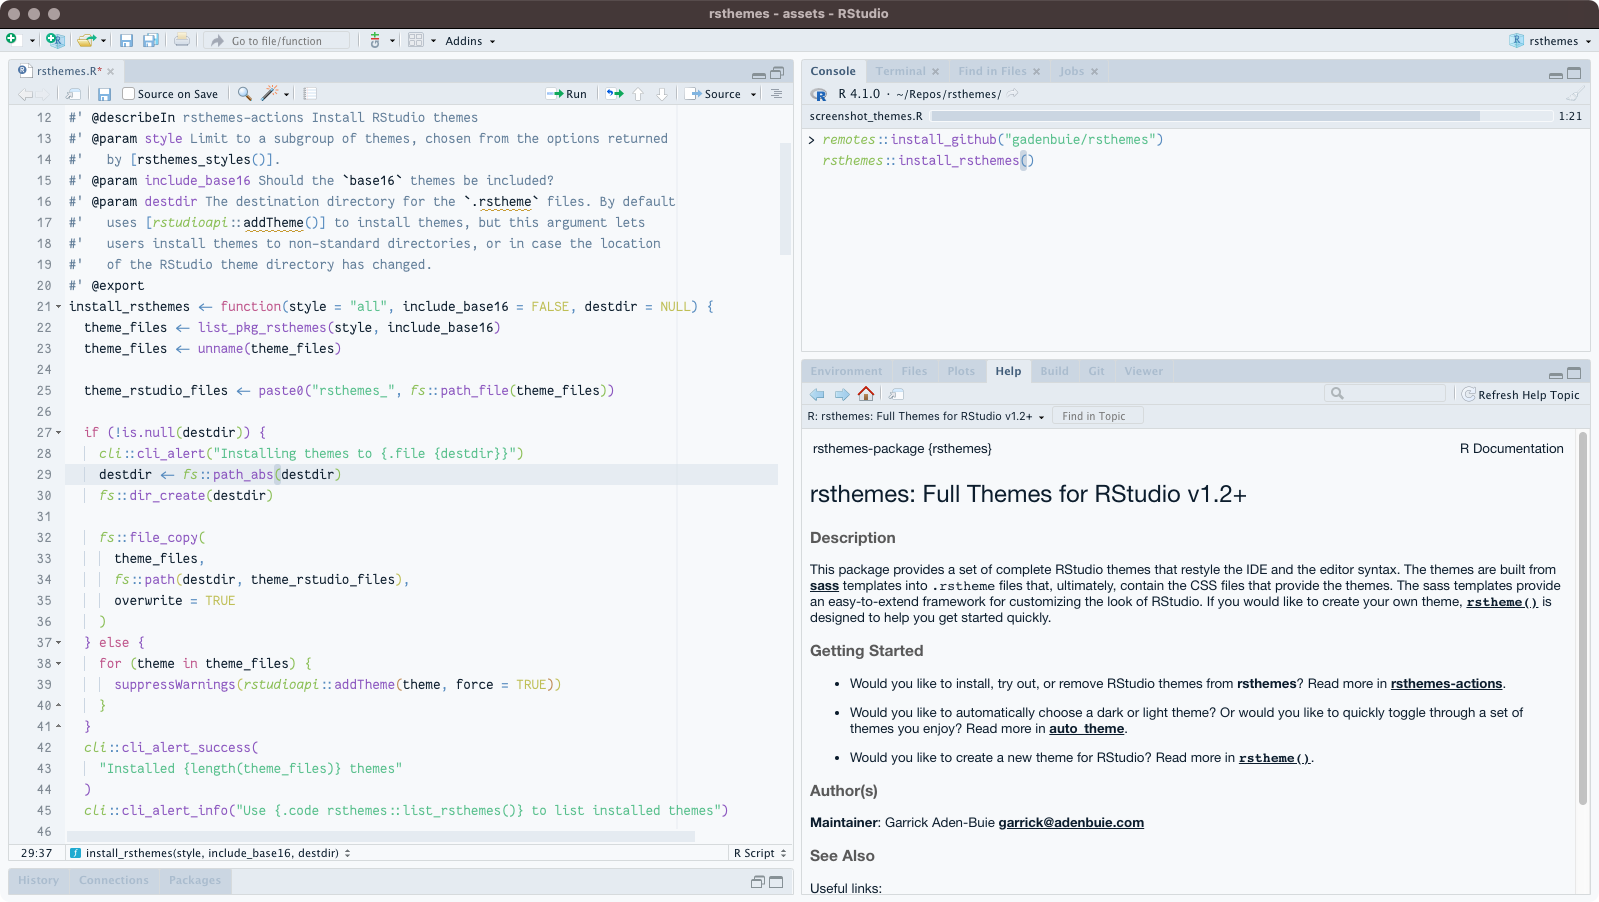 rsthemes - assets - RStudio
Go to file/function
Addins
rsthemes
rsthemes.R*
Source on Save
Run
Source
12 #' @describeIn rsthemes-actions Install RStudio themes
13 #' @param style Limit to a subgroup of themes, chosen from the options returned
14 #'   by [rsthemes_styles()].
15 #' @param include_base16 Should the `base16` themes be included?
16 #' @param destdir The destination directory for the `.rstheme` files. By default
17 #'   uses [rstudioapi::addTheme()] to install themes, but this argument lets
18 #'   users install themes to non-standard directories, or in case the location
19 #'   of the RStudio theme directory has changed.
20 #' @export
21 install_rsthemes <- function(style = "all", include_base16 = FALSE, destdir = NULL) {
22   theme_files <- list_pkg_rsthemes(style, include_base16)
23   theme_files <- unname(theme_files)
24
25   theme_rstudio_files <- paste0("rsthemes_", fs::path_file(theme_files))
26
27   if (!is.null(destdir)) {
28     cli::cli_alert("Installing themes to {.file {destdir}}")
29     destdir <- fs::path_abs(destdir)
30     fs::dir_create(destdir)
31
32     fs::file_copy(
33       theme_files,
34       fs::path(destdir, theme_rstudio_files),
35       overwrite = TRUE
36     )
37   } else {
38     for (theme in theme_files) {
39       suppressWarnings(rstudioapi::addTheme(theme, force = TRUE))
40     }
41   }
42   cli::cli_alert_success(
43     "Installed {length(theme_files)} themes"
44   )
45   cli::cli_alert_info("Use {.code rsthemes::list_rsthemes()} to list installed themes")
46
29:37
install_rsthemes(style, include_base16, destdir)
R Script
History
Connections
Packages
Console
Terminal
Find in Files
Jobs
R 4.1.0 · ~/Repos/rsthemes/
screenshot_themes.R
1:21
> remotes::install_github("gadenbuie/rsthemes")
rsthemes::install_rsthemes()
Environment
Files
Plots
Help
Build
Git
Viewer
Refresh Help Topic
R: rsthemes: Full Themes for RStudio v1.2+
Find in Topic
rsthemes-package {rsthemes}
R Documentation
rsthemes: Full Themes for RStudio v1.2+
Description
This package provides a set of complete RStudio themes that restyle the IDE and the editor syntax. The themes are built from
sass templates into .rstheme files that, ultimately, contain the CSS files that provide the themes. The sass templates provide
an easy-to-extend framework for customizing the look of RStudio. If you would like to create your own theme, rstheme() is
designed to help you get started quickly.
Getting Started
• Would you like to install, try out, or remove RStudio themes from rsthemes? Read more in rsthemes-actions.
• Would you like to automatically choose a dark or light theme? Or would you like to quickly toggle through a set of
themes you enjoy? Read more in auto_theme.
• Would you like to create a new theme for RStudio? Read more in rstheme().
Author(s)
Maintainer: Garrick Aden-Buie garrick@adenbuie.com
See Also
Useful links: